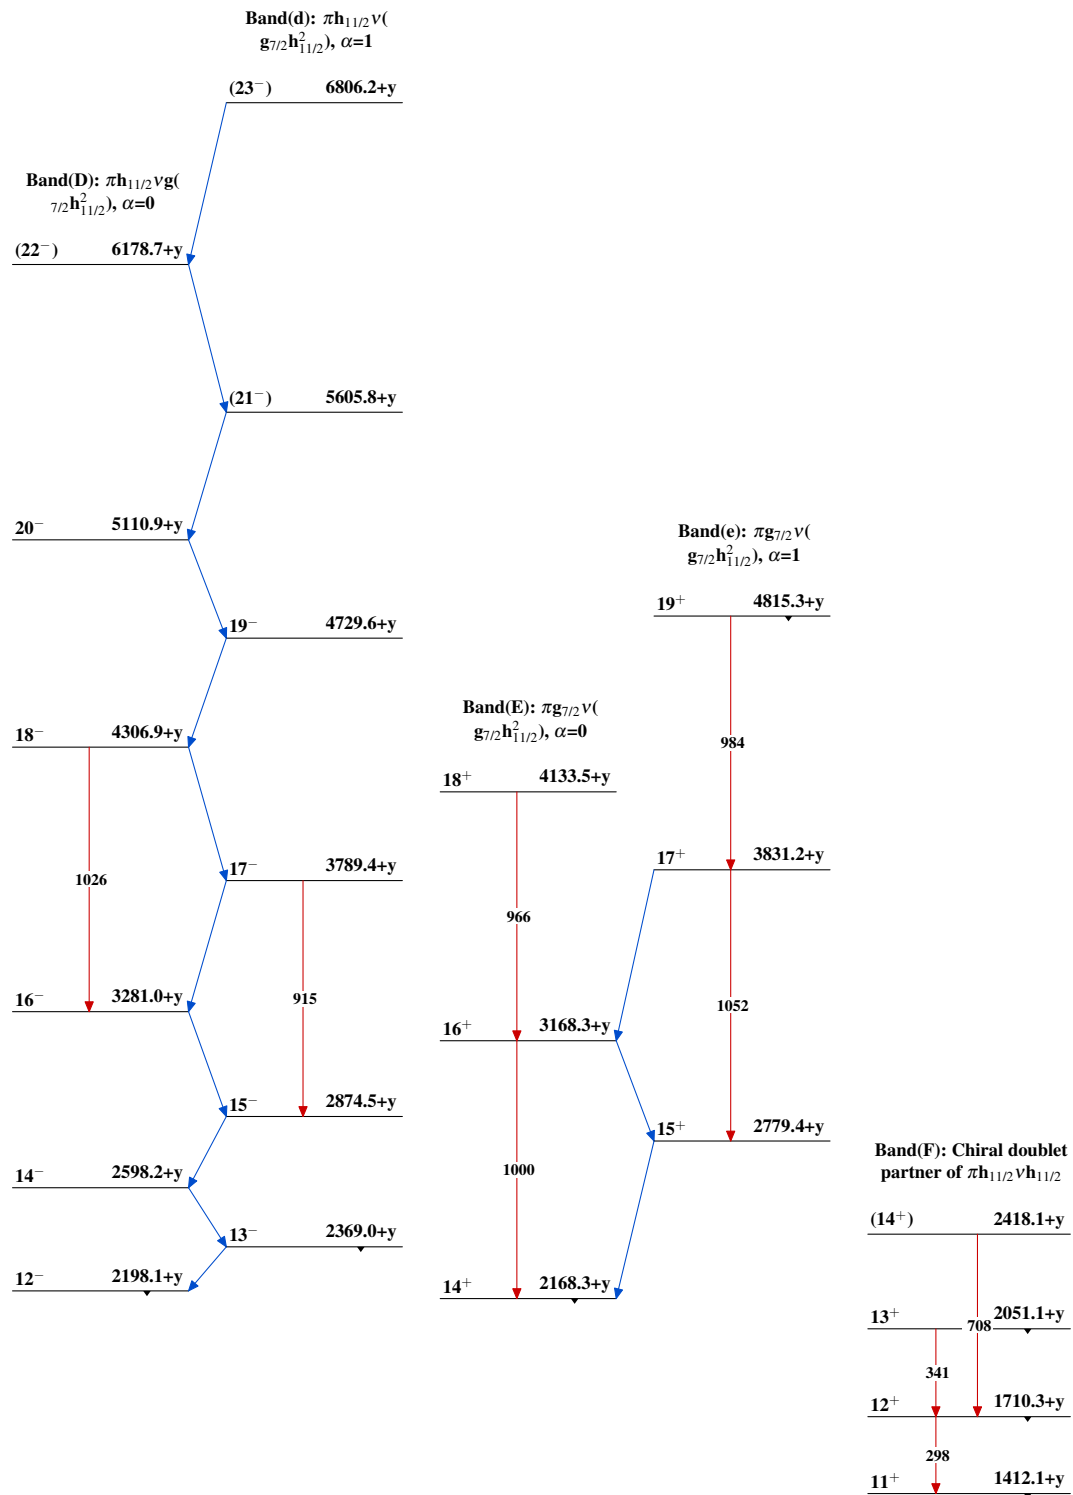 Band(d): πh₁₁/₂ν(
g₇/₂h²₁₁/₂), α=1
(23⁻) 6806.2+y
(21⁻) 5605.8+y
19⁻ 4729.6+y
17⁻ 3789.4+y
915
15⁻ 2874.5+y
13⁻ 2369.0+y
Band(D): πh₁₁/₂νg(
₇/₂h²₁₁/₂), α=0
(22⁻) 6178.7+y
20⁻ 5110.9+y
18⁻ 4306.9+y
1026
16⁻ 3281.0+y
14⁻ 2598.2+y
12⁻ 2198.1+y
Band(E): πg₇/₂ν(
g₇/₂h²₁₁/₂), α=0
18⁺ 4133.5+y
966
16⁺ 3168.3+y
1000
14⁺ 2168.3+y
Band(e): πg₇/₂ν(
g₇/₂h²₁₁/₂), α=1
19⁺ 4815.3+y
984
17⁺ 3831.2+y
1052
15⁺ 2779.4+y
Band(F): Chiral doublet
partner of πh₁₁/₂νh₁₁/₂
(14⁺) 2418.1+y
708
13⁺ 2051.1+y
341
12⁺ 1710.3+y
298
11⁺ 1412.1+y